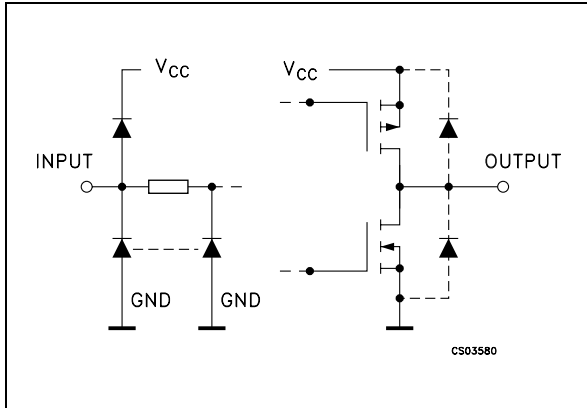 VCC
VCC
INPUT
OUTPUT
GND
GND
CS03580